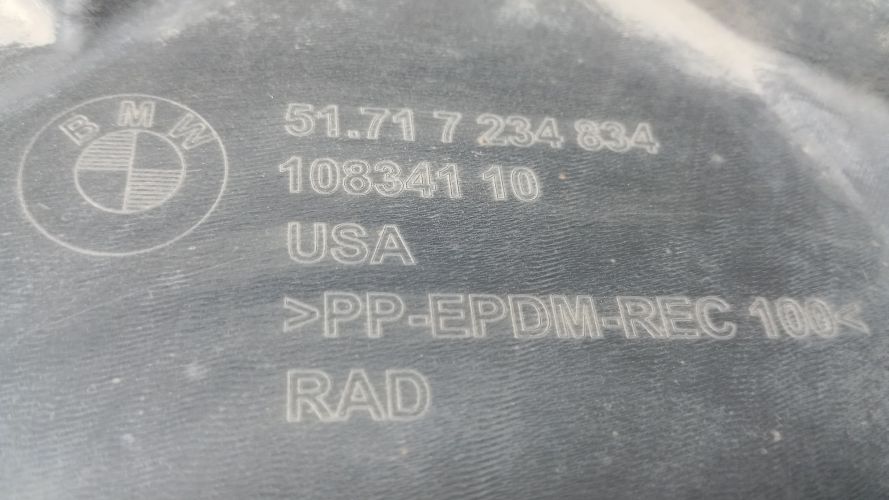 BMW
51.71 7 234 834
108341 10
USA
>PP-EPDM-REC 100<
RAD